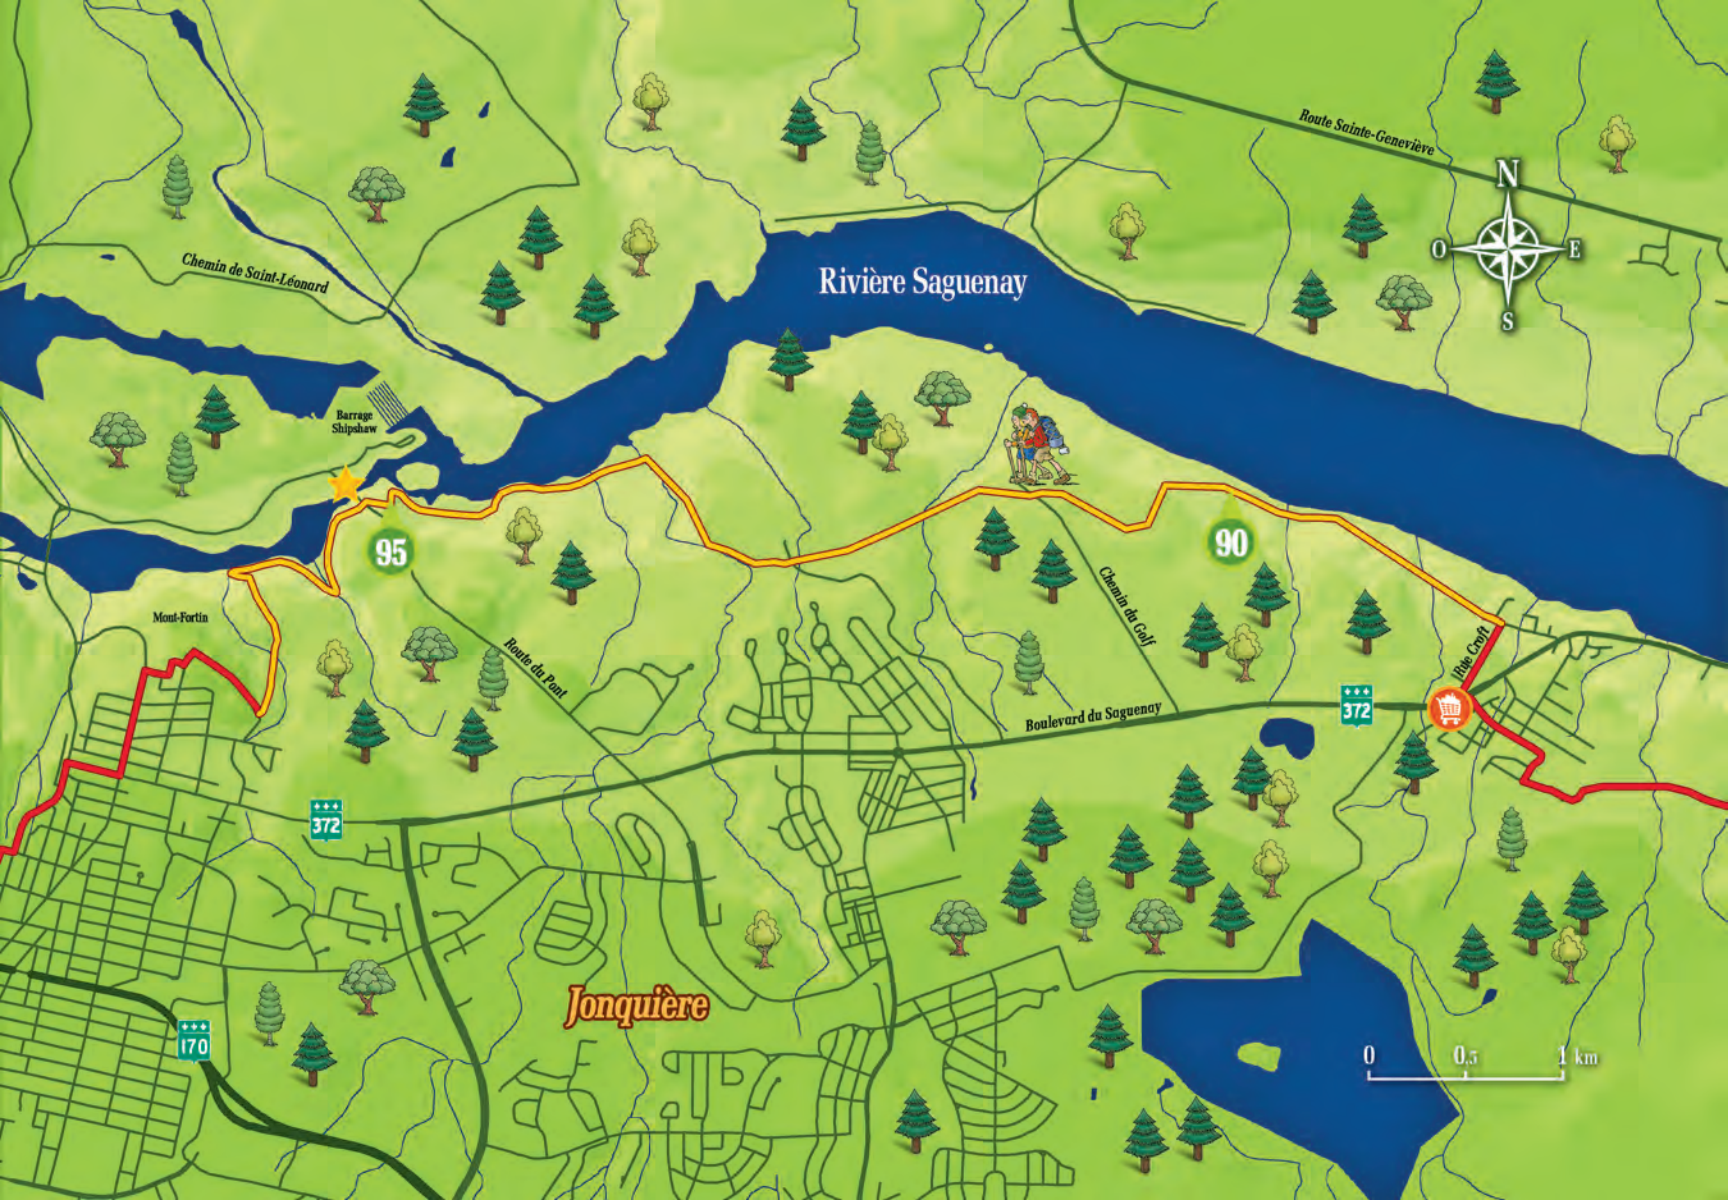 Route Sainte-Geneviève
N
O
E
S
Chemin de Saint-Léonard
Rivière Saguenay
Barrage
Shipshaw
95
90
Mont-Fortin
Chemin du Golf
Route du Pont
Rue Croft
372
Boulevard du Saguenay
372
Jonquière
170
0
0,5
1 km